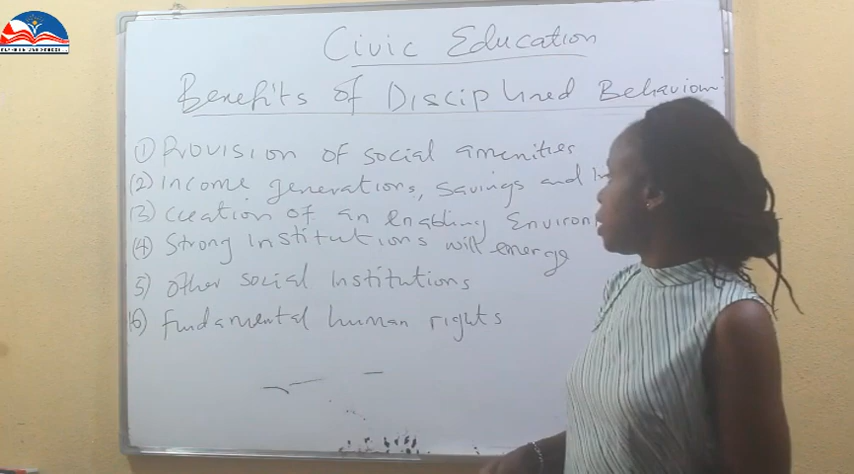 Civic Education
Benefits of Disciplined Behaviour
① Provision of social amenities
(2) Income generations, savings and
(3) Creation of an enabling
(4) Strong institutions will emerge
5) Other social institutions
(6) Fundamental human rights